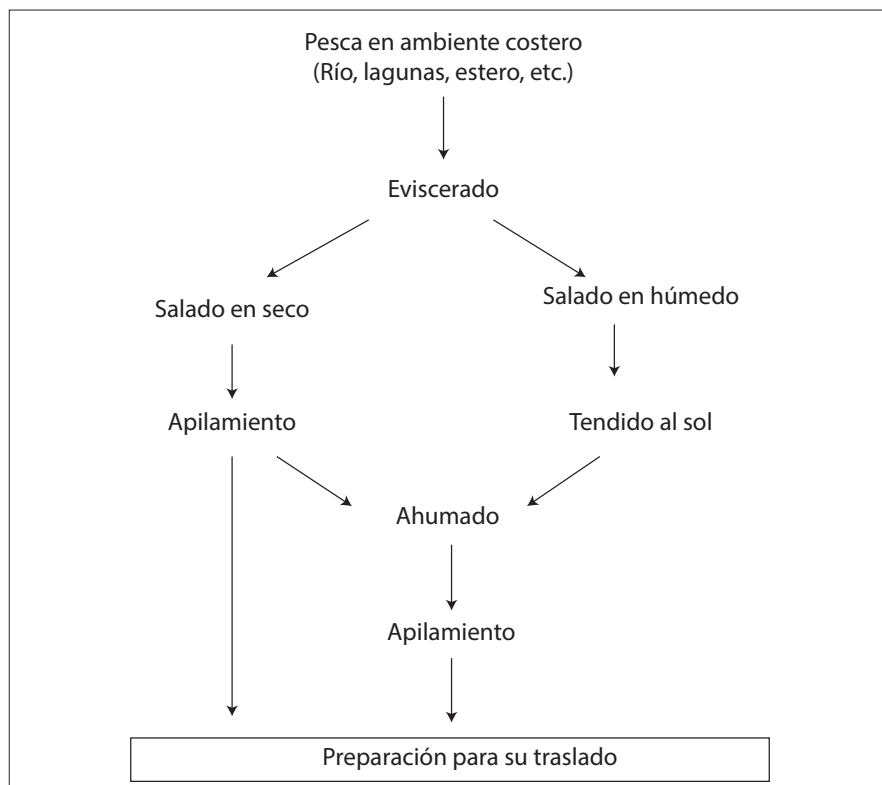 Pesca en ambiente costero
(Río, lagunas, estero, etc.)
Eviscerado
Salado en seco
Salado en húmedo
Apilamiento
Tendido al sol
Ahumado
Apilamiento
Preparación para su traslado